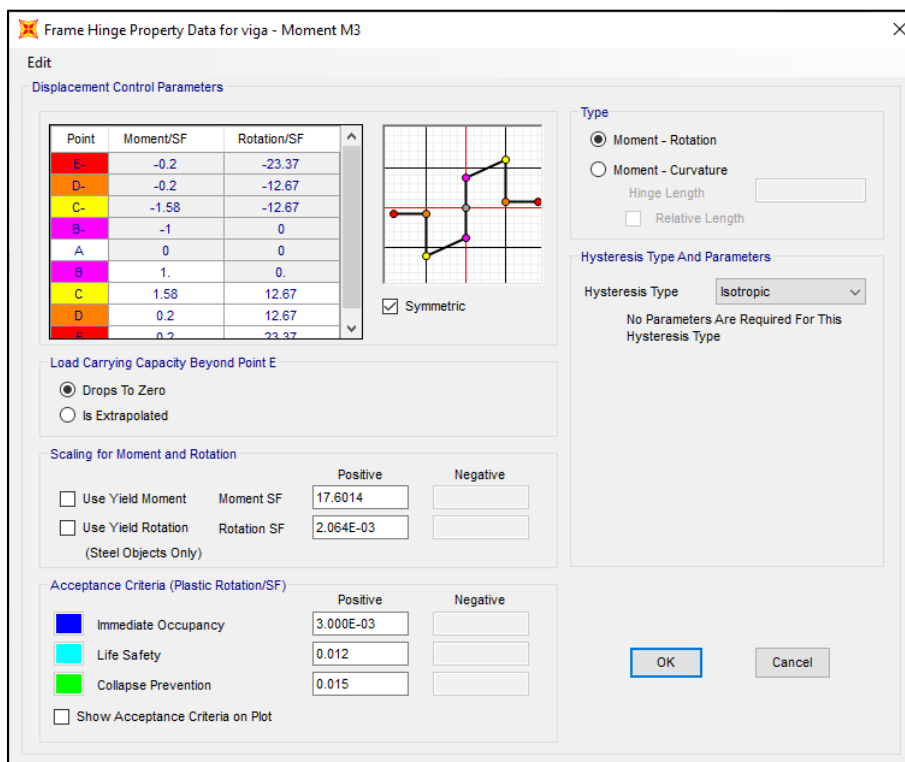 Frame Hinge Property Data for viga - Moment M3
Edit
Displacement Control Parameters
Point Moment/SF Rotation/SF
E- -0.2 -23.37
D- -0.2 -12.67
C- -1.58 -12.67
B- -1 0
A 0 0
B 1. 0.
C 1.58 12.67
D 0.2 12.67
E 0.2 23.37
Symmetric
Type
Moment - Rotation
Moment - Curvature
Hinge Length
Relative Length
Hysteresis Type And Parameters
Hysteresis Type Isotropic
No Parameters Are Required For This
Hysteresis Type
Load Carrying Capacity Beyond Point E
Drops To Zero
Is Extrapolated
Scaling for Moment and Rotation
Positive Negative
Use Yield Moment Moment SF 17.6014
Use Yield Rotation Rotation SF 2.064E-03
(Steel Objects Only)
Acceptance Criteria (Plastic Rotation/SF)
Positive Negative
Immediate Occupancy 3.000E-03
Life Safety 0.012
Collapse Prevention 0.015
Show Acceptance Criteria on Plot
OK Cancel